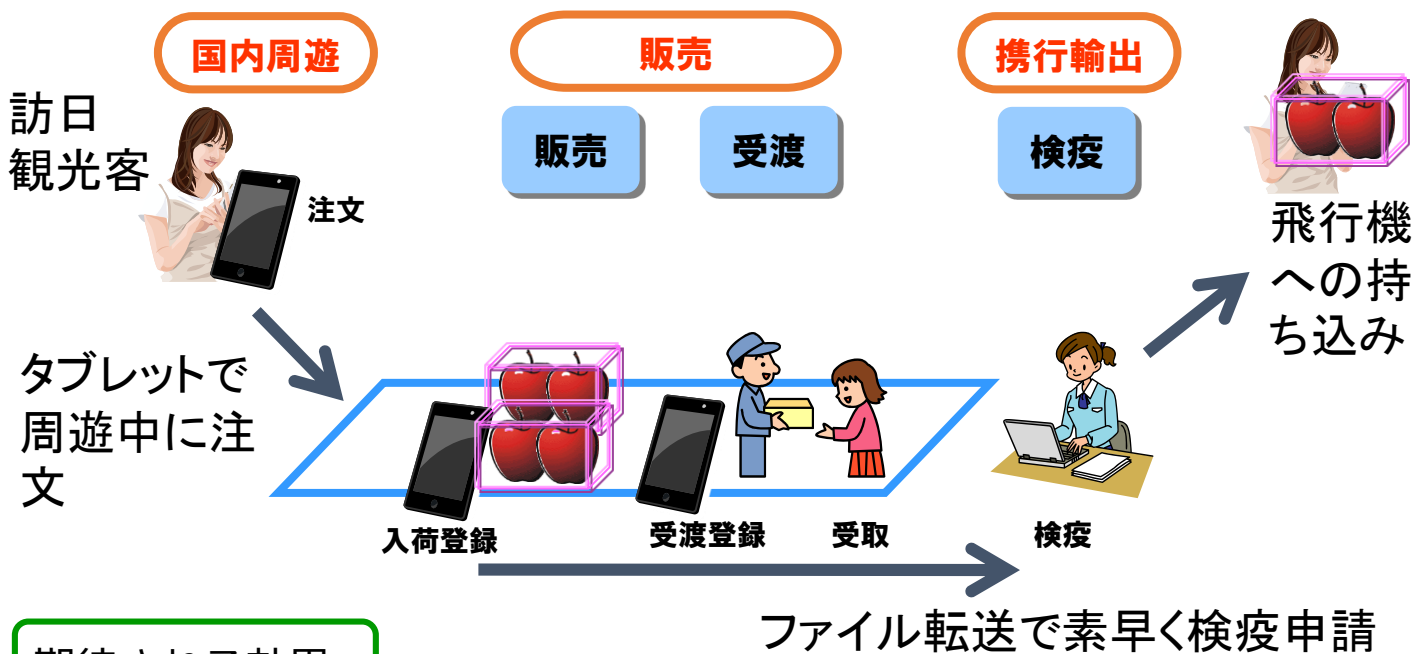 国内周遊
販売
携行輸出
訪日
観光客
注文
販売
受渡
検疫
飛行機
への持
ち込み
タブレットで
周遊中に注
文
入荷登録
受渡登録
受取
検疫
ファイル転送で素早く検疫申請